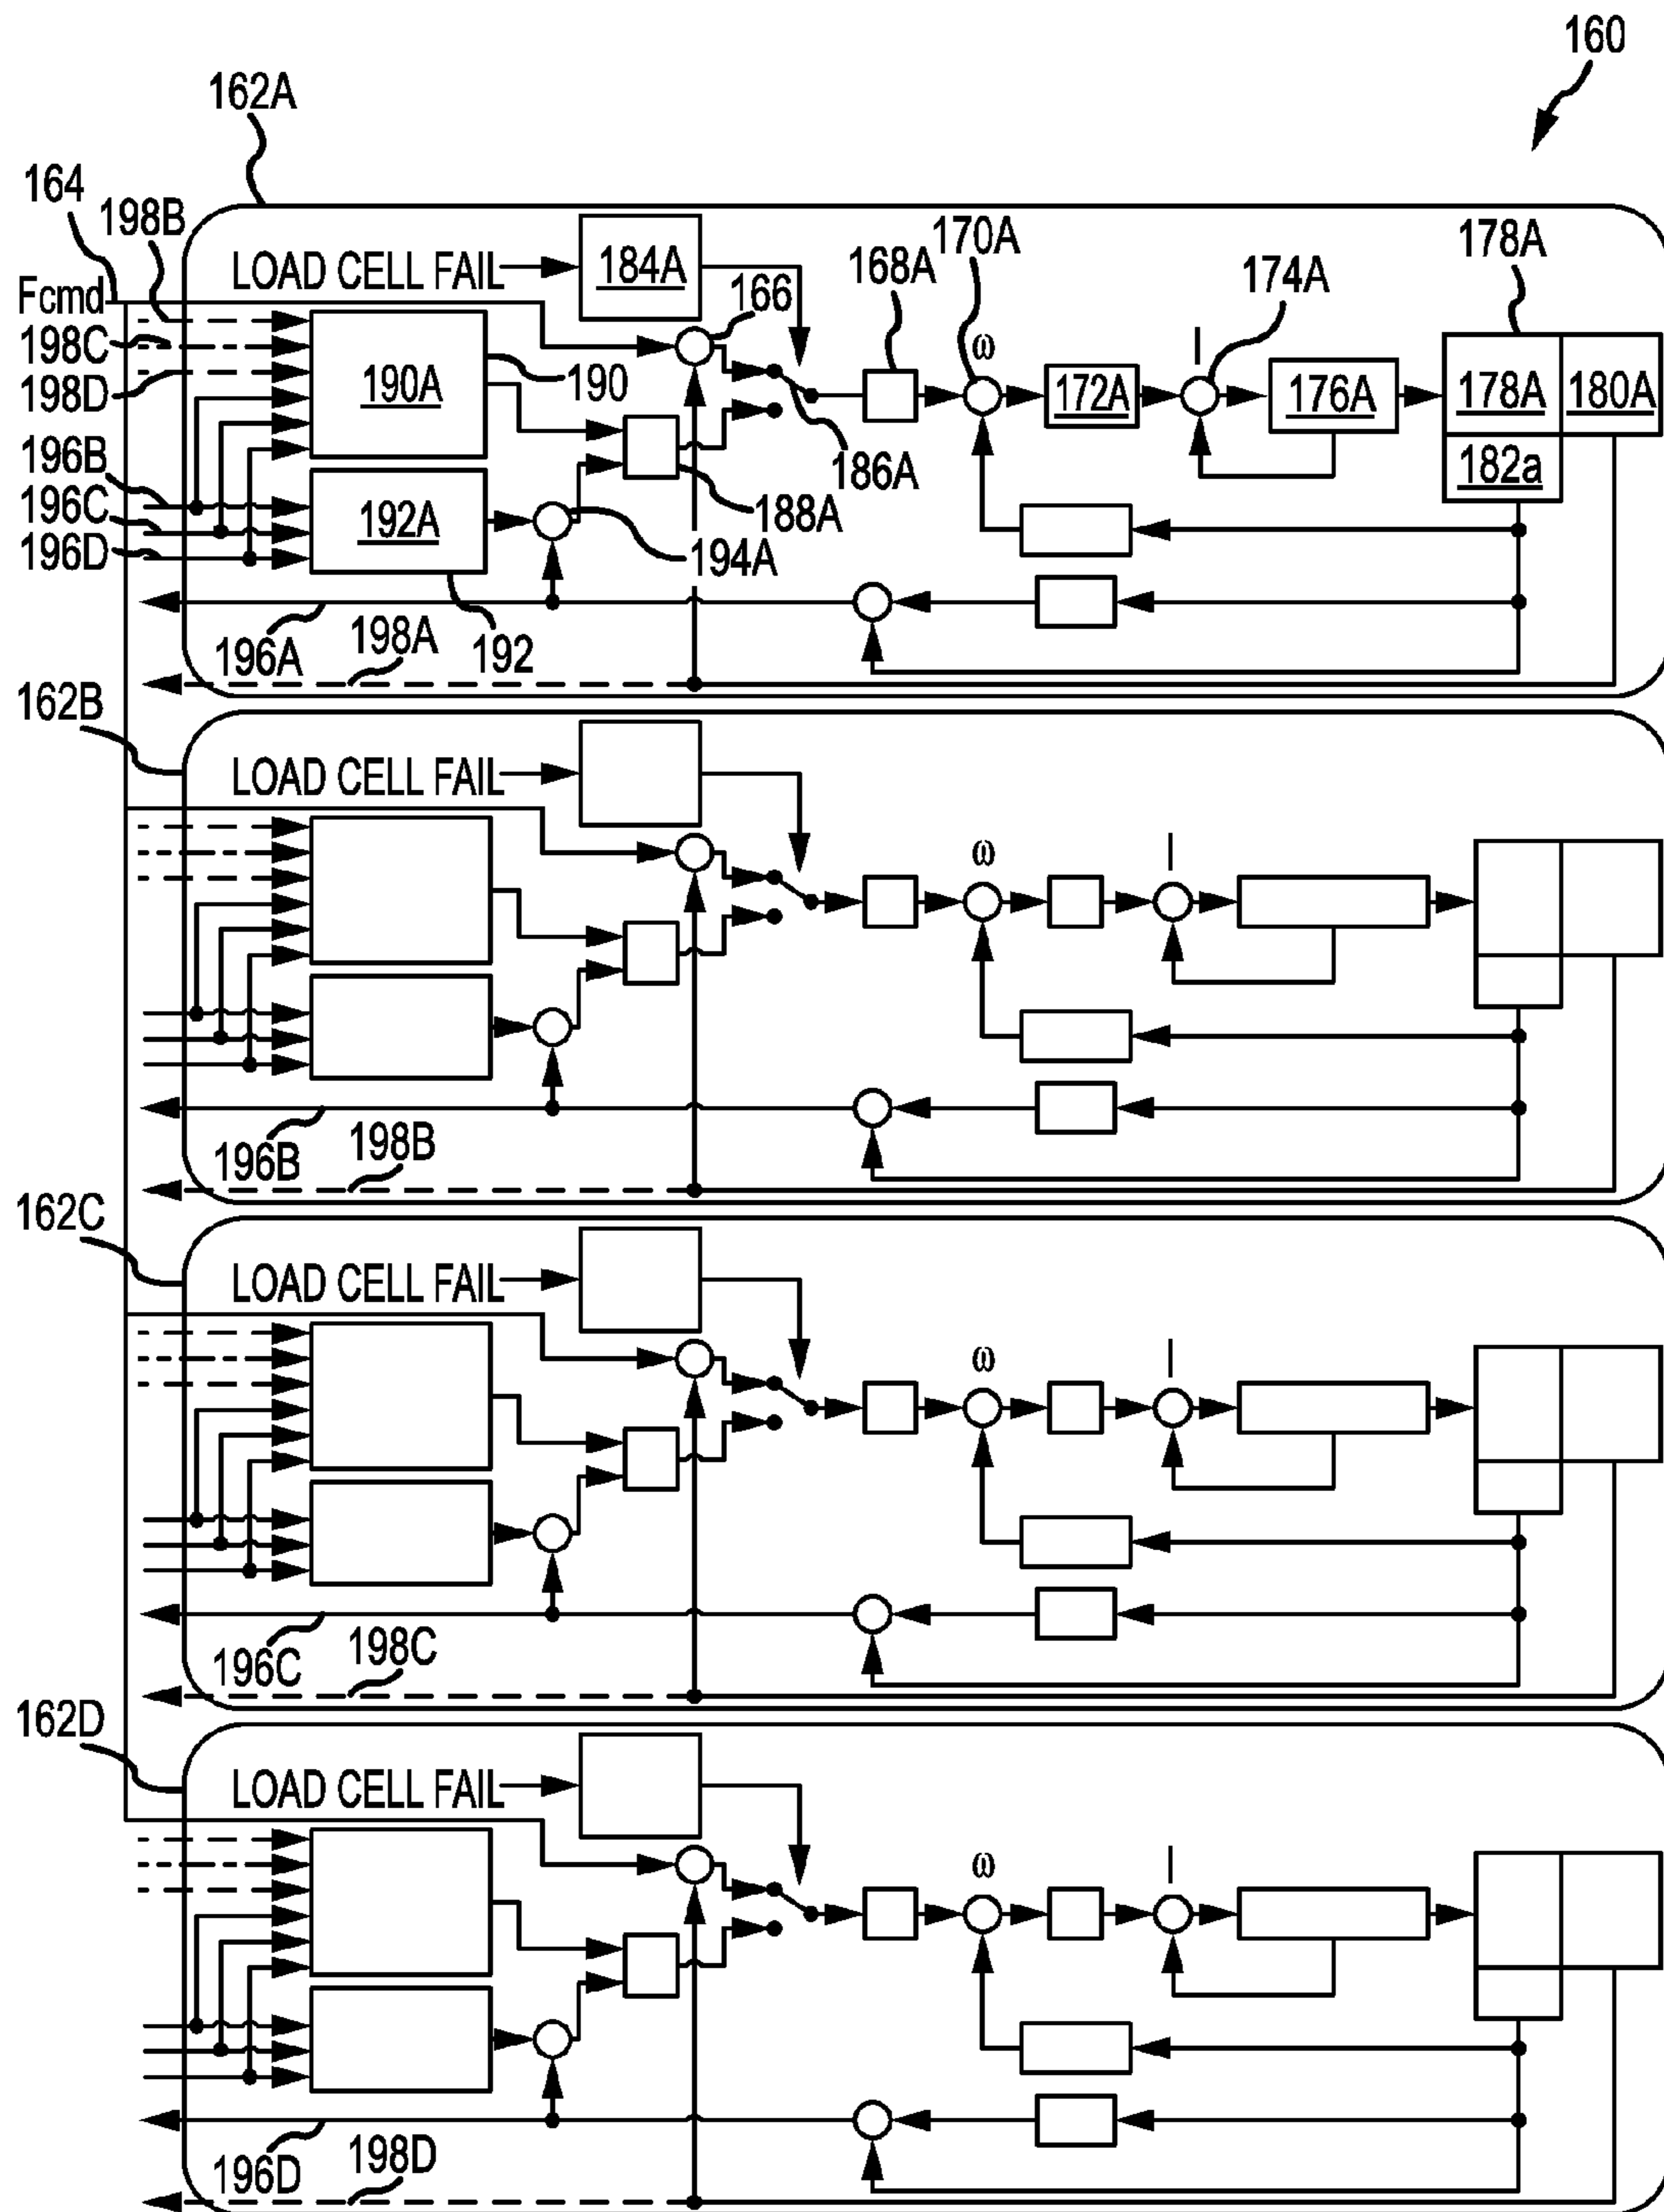 160
162A
164
198B
170A
178A
LOAD CELL FAIL
184A
168A
174A
Fcmd
166
198C
ω
I
190A
190
178A
180A
198D
172A
176A
186A
196B
182a
188A
196C
192A
196D
194A
196A
198A
192
162B
LOAD CELL FAIL
ω
I
196B
198B
162C
LOAD CELL FAIL
ω
I
196C
198C
162D
LOAD CELL FAIL
ω
I
196D
198D